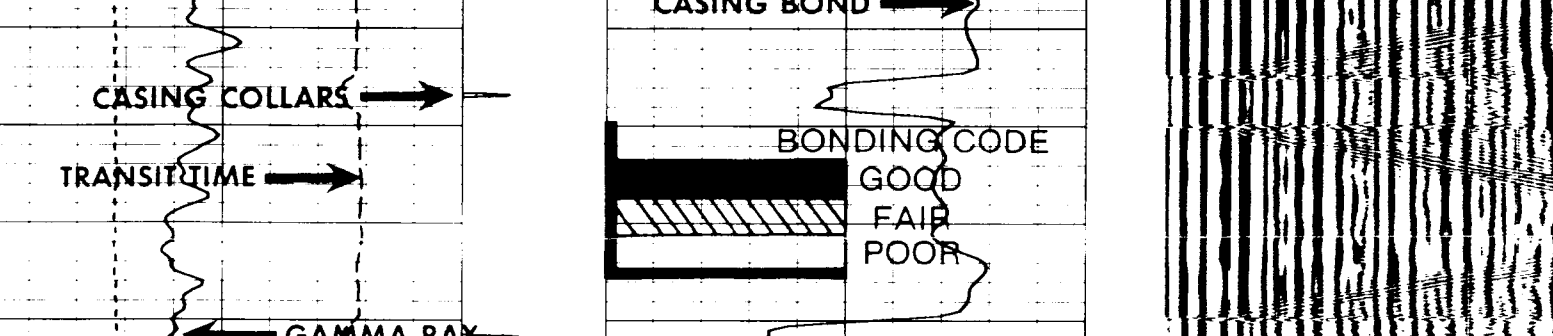 CASING BOND
CASING COLLARS
TRANSIT TIME
GAMMA RAY
BONDING CODE
GOOD
FAIR
POOR